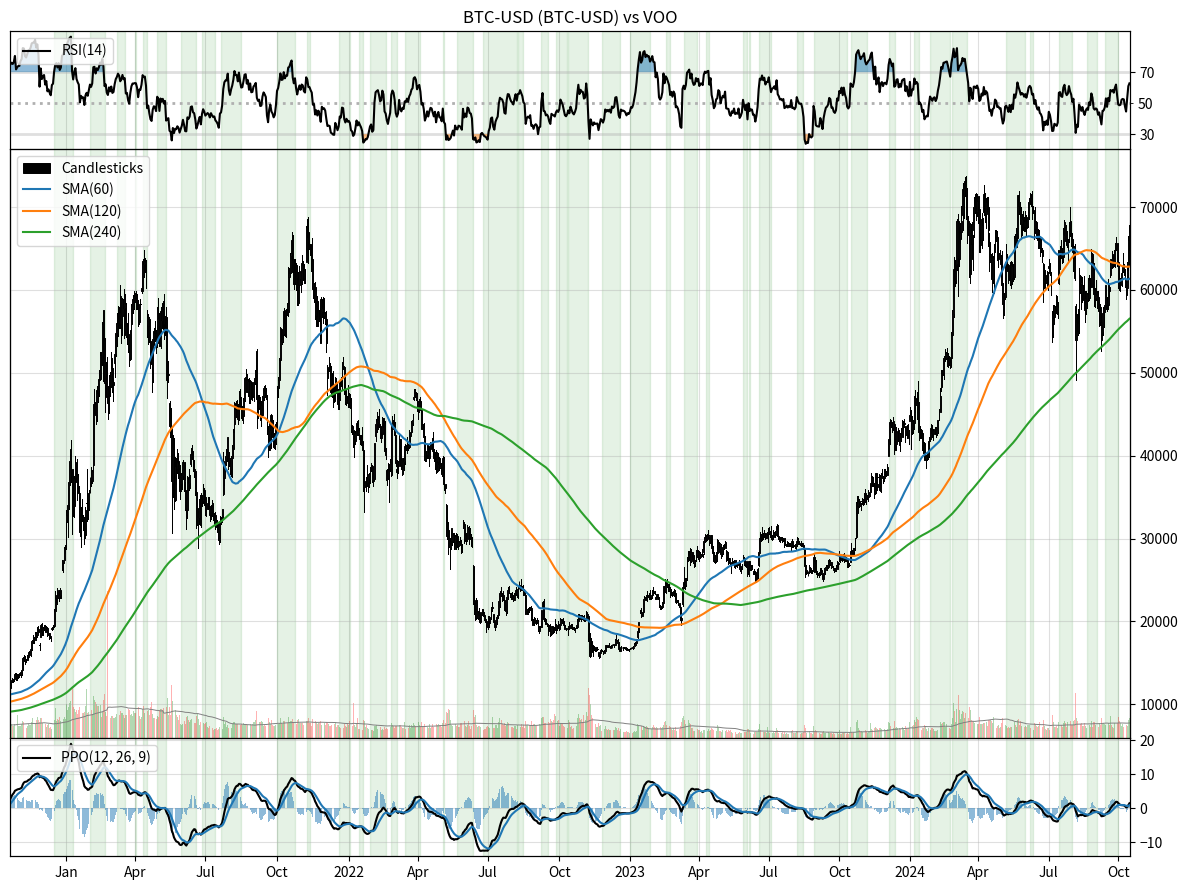 BTC-USD (BTC-USD) vs VOO
RSI(14)
70
50
30
Candlesticks
SMA(60)
SMA(120)
SMA(240)
70000
60000
50000
40000
30000
20000
10000
PPO(12, 26, 9)
20
10
0
−10
Jan Apr Jul Oct 2022 Apr Jul Oct 2023 Apr Jul Oct 2024 Apr Jul Oct